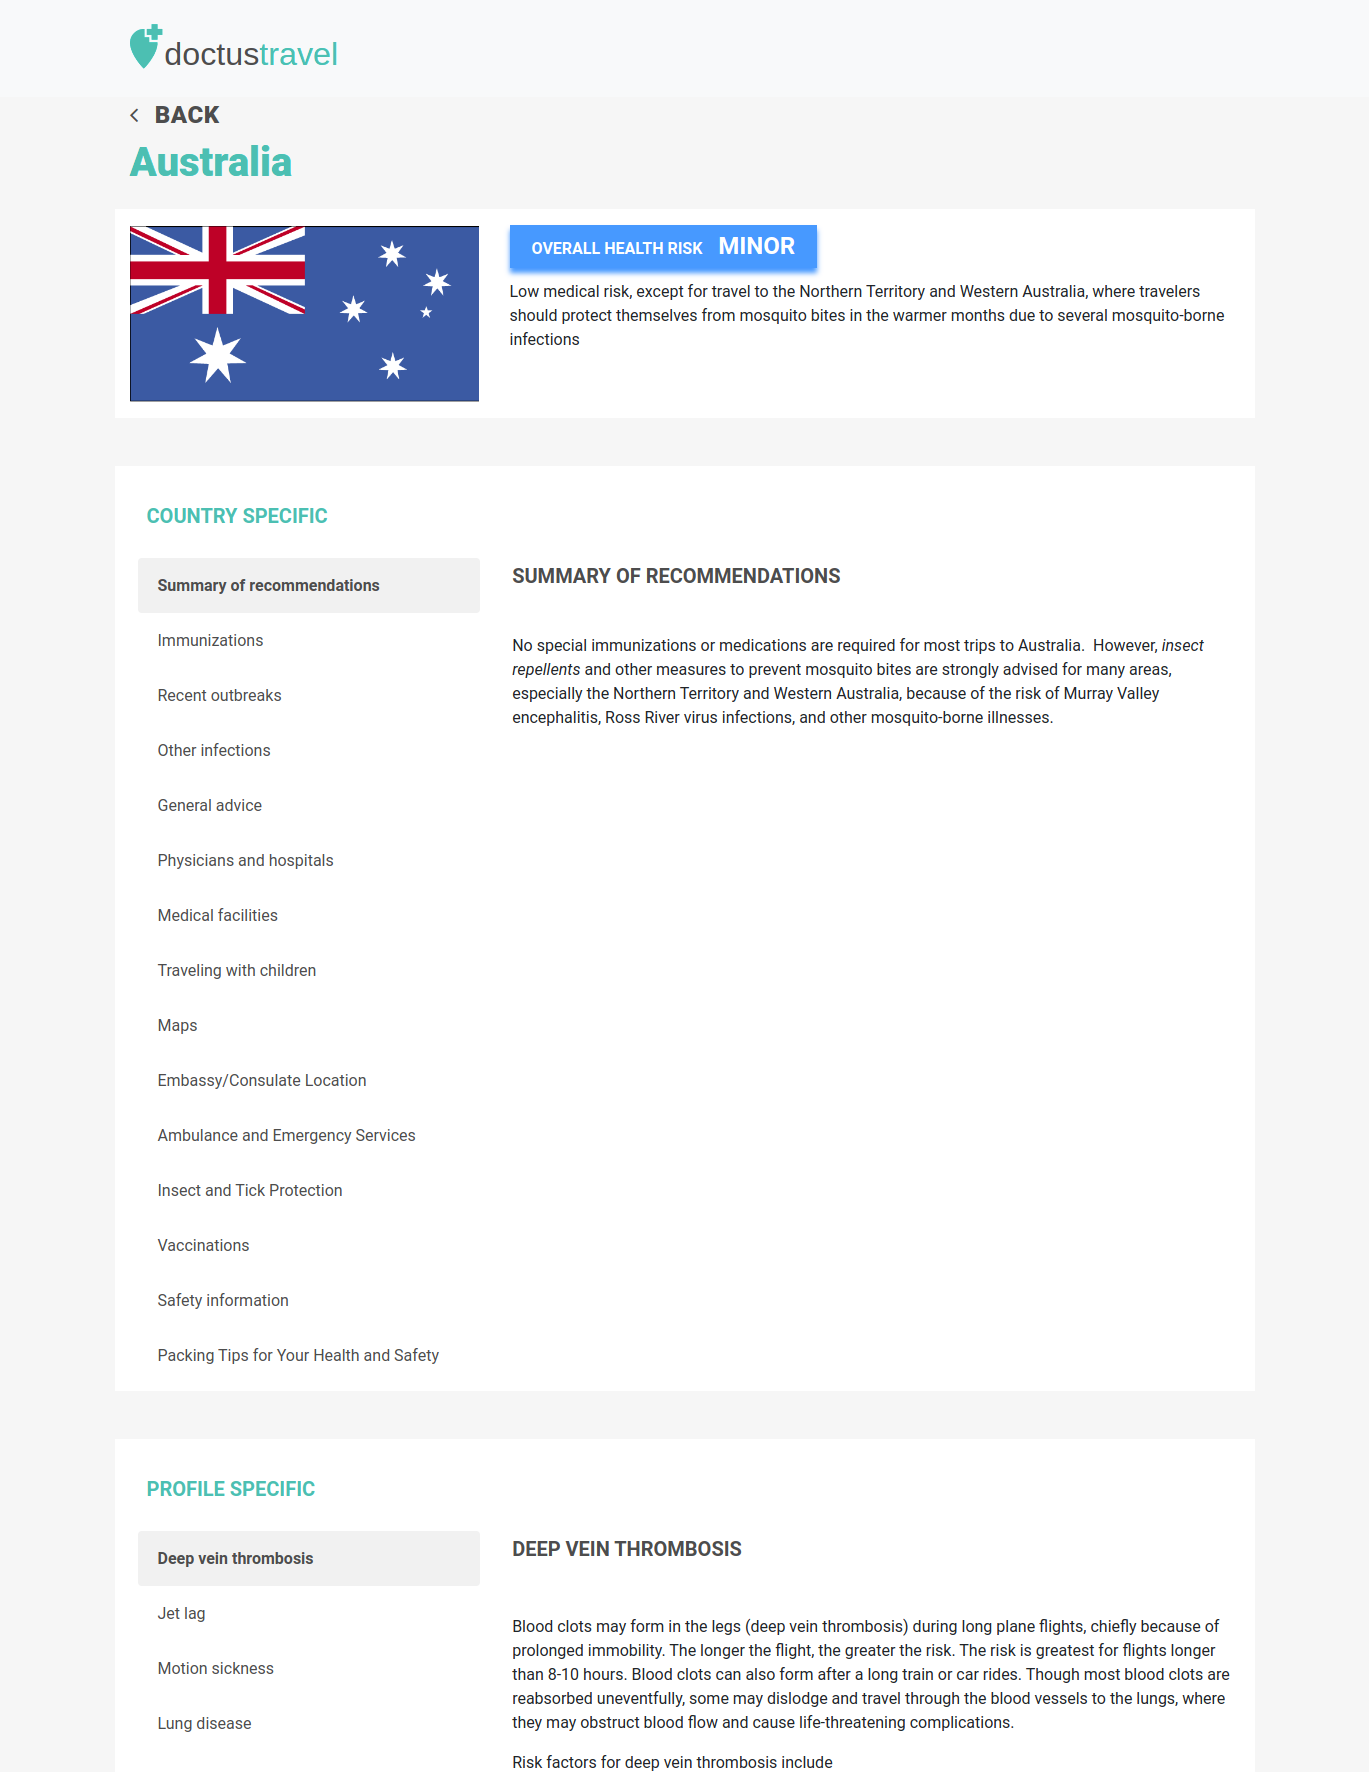 doctustravel
BACK
Australia
OVERALL HEALTH RISK MINOR
Low medical risk, except for travel to the Northern Territory and Western Australia, where travelers
should protect themselves from mosquito bites in the warmer months due to several mosquito-borne
infections
COUNTRY SPECIFIC
Summary of recommendations
Immunizations
Recent outbreaks
Other infections
General advice
Physicians and hospitals
Medical facilities
Traveling with children
Maps
Embassy/Consulate Location
Ambulance and Emergency Services
Insect and Tick Protection
Vaccinations
Safety information
Packing Tips for Your Health and Safety
SUMMARY OF RECOMMENDATIONS
No special immunizations or medications are required for most trips to Australia.  However, insect
repellents and other measures to prevent mosquito bites are strongly advised for many areas,
especially the Northern Territory and Western Australia, because of the risk of Murray Valley
encephalitis, Ross River virus infections, and other mosquito-borne illnesses.
PROFILE SPECIFIC
Deep vein thrombosis
Jet lag
Motion sickness
Lung disease
DEEP VEIN THROMBOSIS
Blood clots may form in the legs (deep vein thrombosis) during long plane flights, chiefly because of
prolonged immobility. The longer the flight, the greater the risk. The risk is greatest for flights longer
than 8-10 hours. Blood clots can also form after a long train or car rides. Though most blood clots are
reabsorbed uneventfully, some may dislodge and travel through the blood vessels to the lungs, where
they may obstruct blood flow and cause life-threatening complications.
Risk factors for deep vein thrombosis include